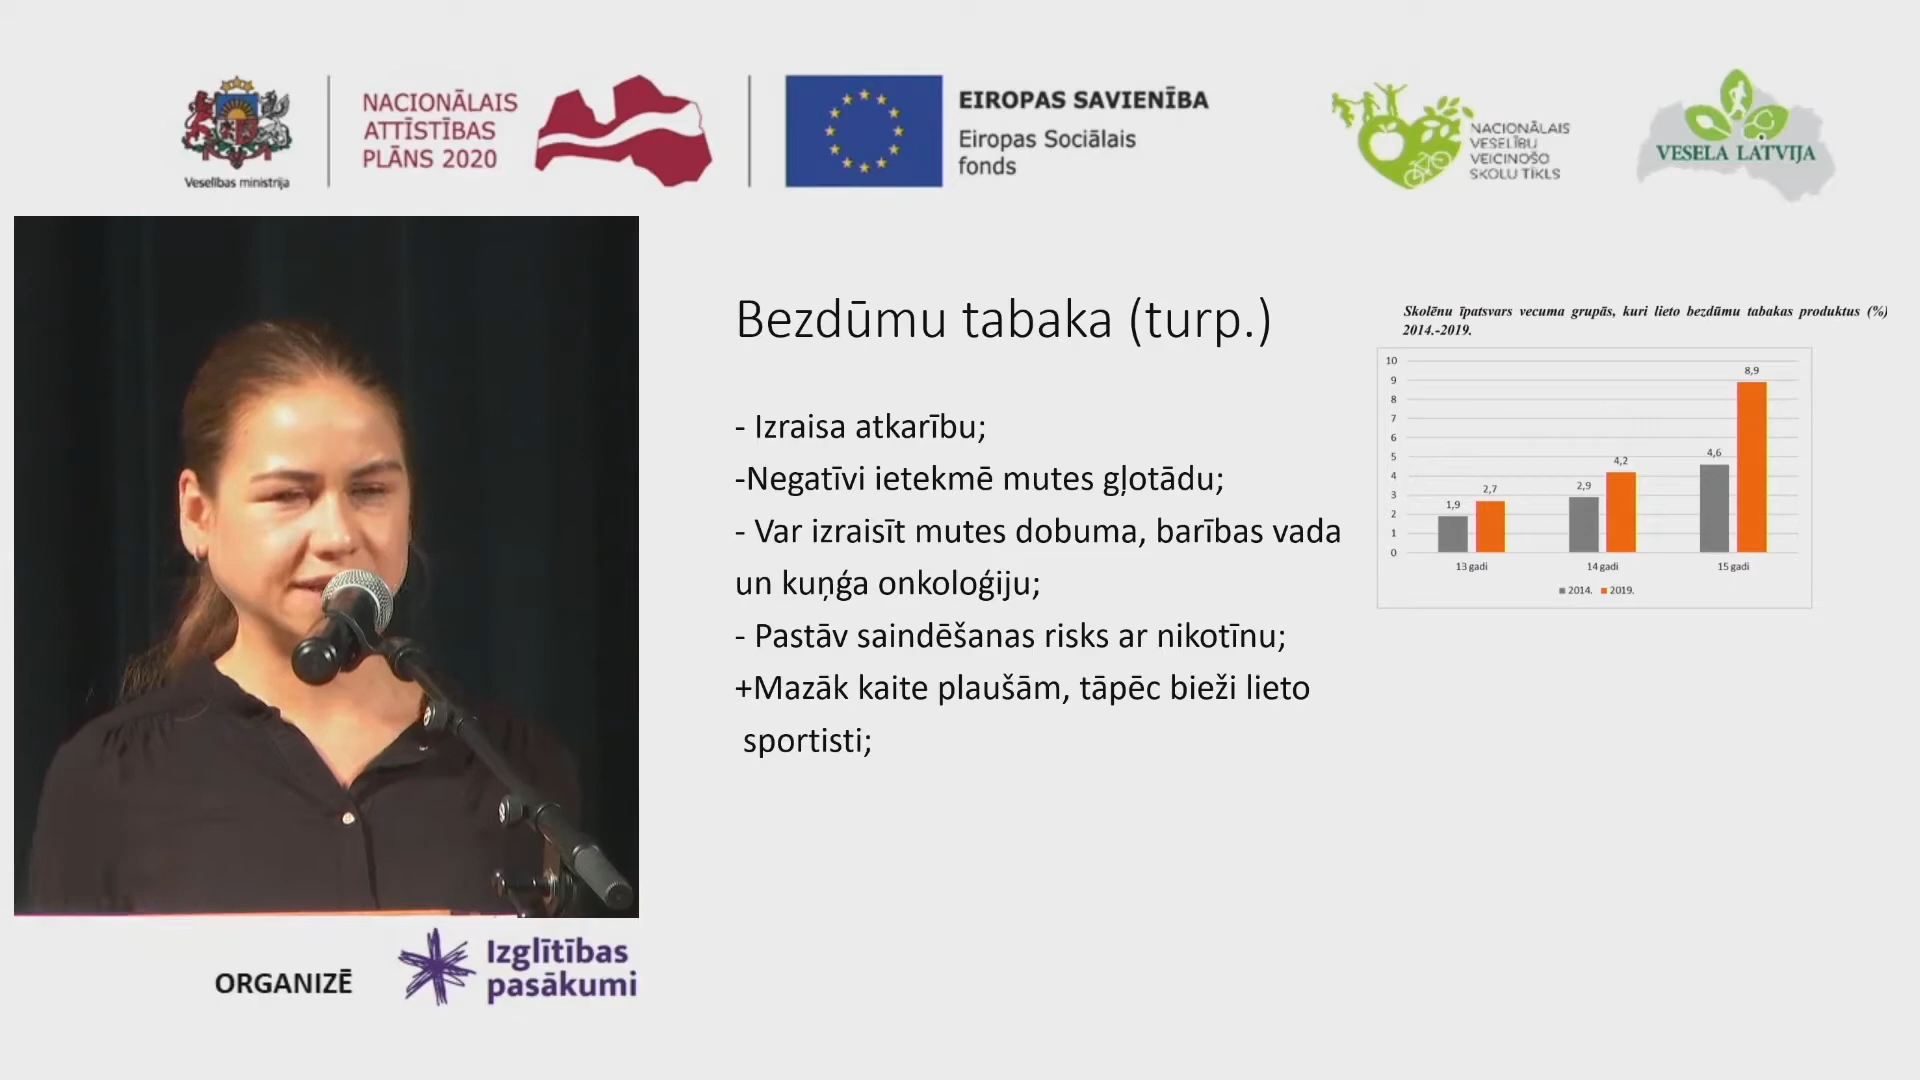 Veselības ministrija
NACIONĀLAIS
ATTĪSTĪBAS
PLĀNS 2020
EIROPAS SAVIENĪBA
Eiropas Sociālais
fonds
NACIONĀLAIS
VESELĪBU
VEICINOŠO
SKOLU TĪKLS
VESELA LATVIJA
Bezdūmu tabaka (turp.)
- Izraisa atkarību;
-Negatīvi ietekmē mutes gļotādu;
- Var izraisīt mutes dobuma, barības vada
un kuņģa onkoloģiju;
- Pastāv saindēšanas risks ar nikotīnu;
+Mazāk kaite plaušām, tāpēc bieži lieto
sportisti;
Skolēnu īpatsvars vecuma grupās, kuri lieto bezdūmu tabakas produktus (%)
2014.-2019.
10
9
8
7
6
5
4
3
2
1
0
1,9
2,7
2,9
4,2
4,6
8,9
13 gadi 14 gadi 15 gadi
2014. 2019.
ORGANIZĒ
Izglītības
pasākumi